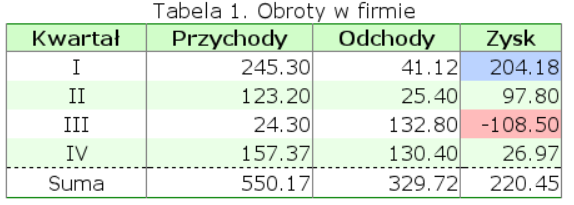 Tabela 1. Obroty w firmie
Kwartał Przychody Odchody Zysk
I 245.30 41.12 204.18
II 123.20 25.40 97.80
III 24.30 132.80 -108.50
IV 157.37 130.40 26.97
Suma 550.17 329.72 220.45